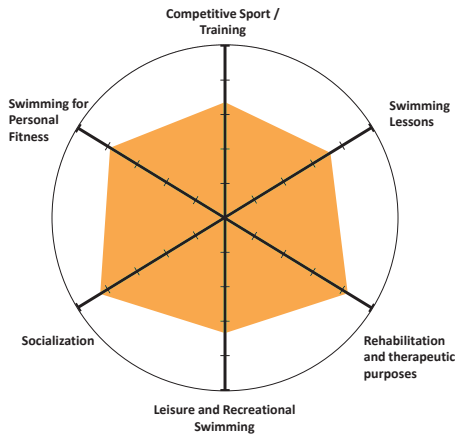 Competitive Sport /
Training
Swimming for
Personal
Fitness
Swimming
Lessons
Socialization
Rehabilitation
and therapeutic
purposes
Leisure and Recreational
Swimming